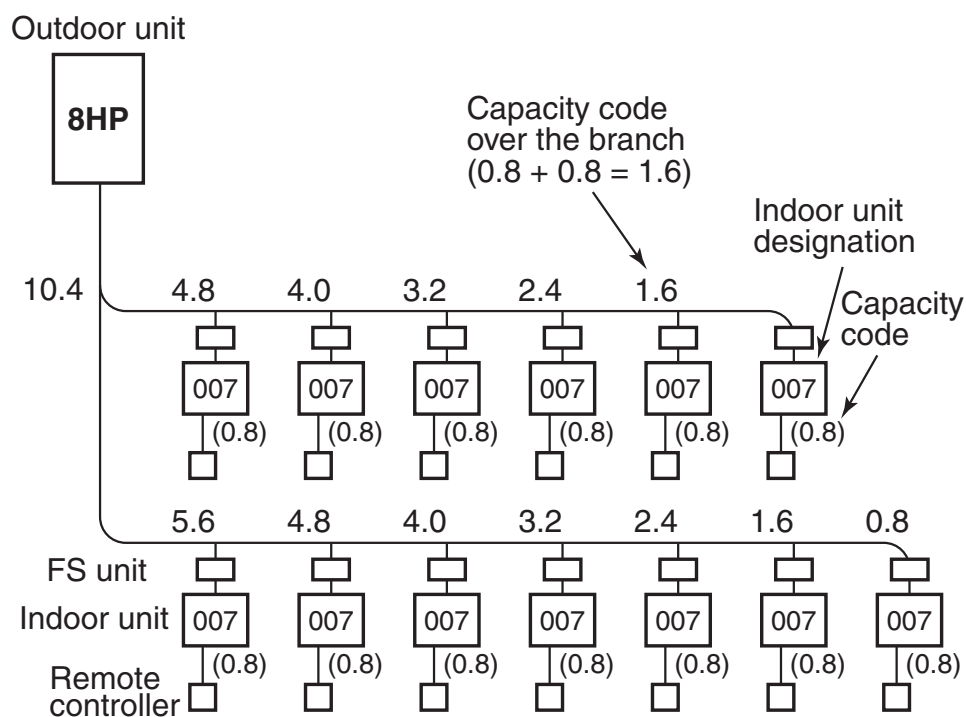 Outdoor unit
8HP
Capacity code
over the branch
(0.8 + 0.8 = 1.6)
Indoor unit
designation
Capacity
code
10.4
4.8 4.0 3.2 2.4 1.6
007 007 007 007 007 007
(0.8) (0.8) (0.8) (0.8) (0.8) (0.8)
5.6 4.8 4.0 3.2 2.4 1.6 0.8
FS unit
Indoor unit
007 007 007 007 007 007 007
(0.8) (0.8) (0.8) (0.8) (0.8) (0.8) (0.8)
Remote
controller